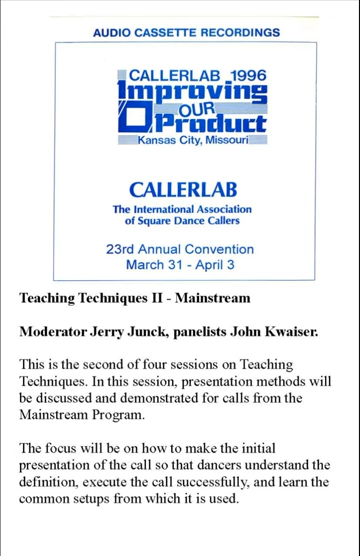 AUDIO CASSETTE RECORDINGS
CALLERLAB 1996
Improving
OUR
Product
Kansas City, Missouri
CALLERLAB
The International Association
of Square Dance Callers
23rd Annual Convention
March 31 - April 3
Teaching Techniques II - Mainstream
Moderator Jerry Junck, panelists John Kwaiser.
This is the second of four sessions on Teaching
Techniques. In this session, presentation methods will
be discussed and demonstrated for calls from the
Mainstream Program.
The focus will be on how to make the initial
presentation of the call so that dancers understand the
definition, execute the call successfully, and learn the
common setups from which it is used.